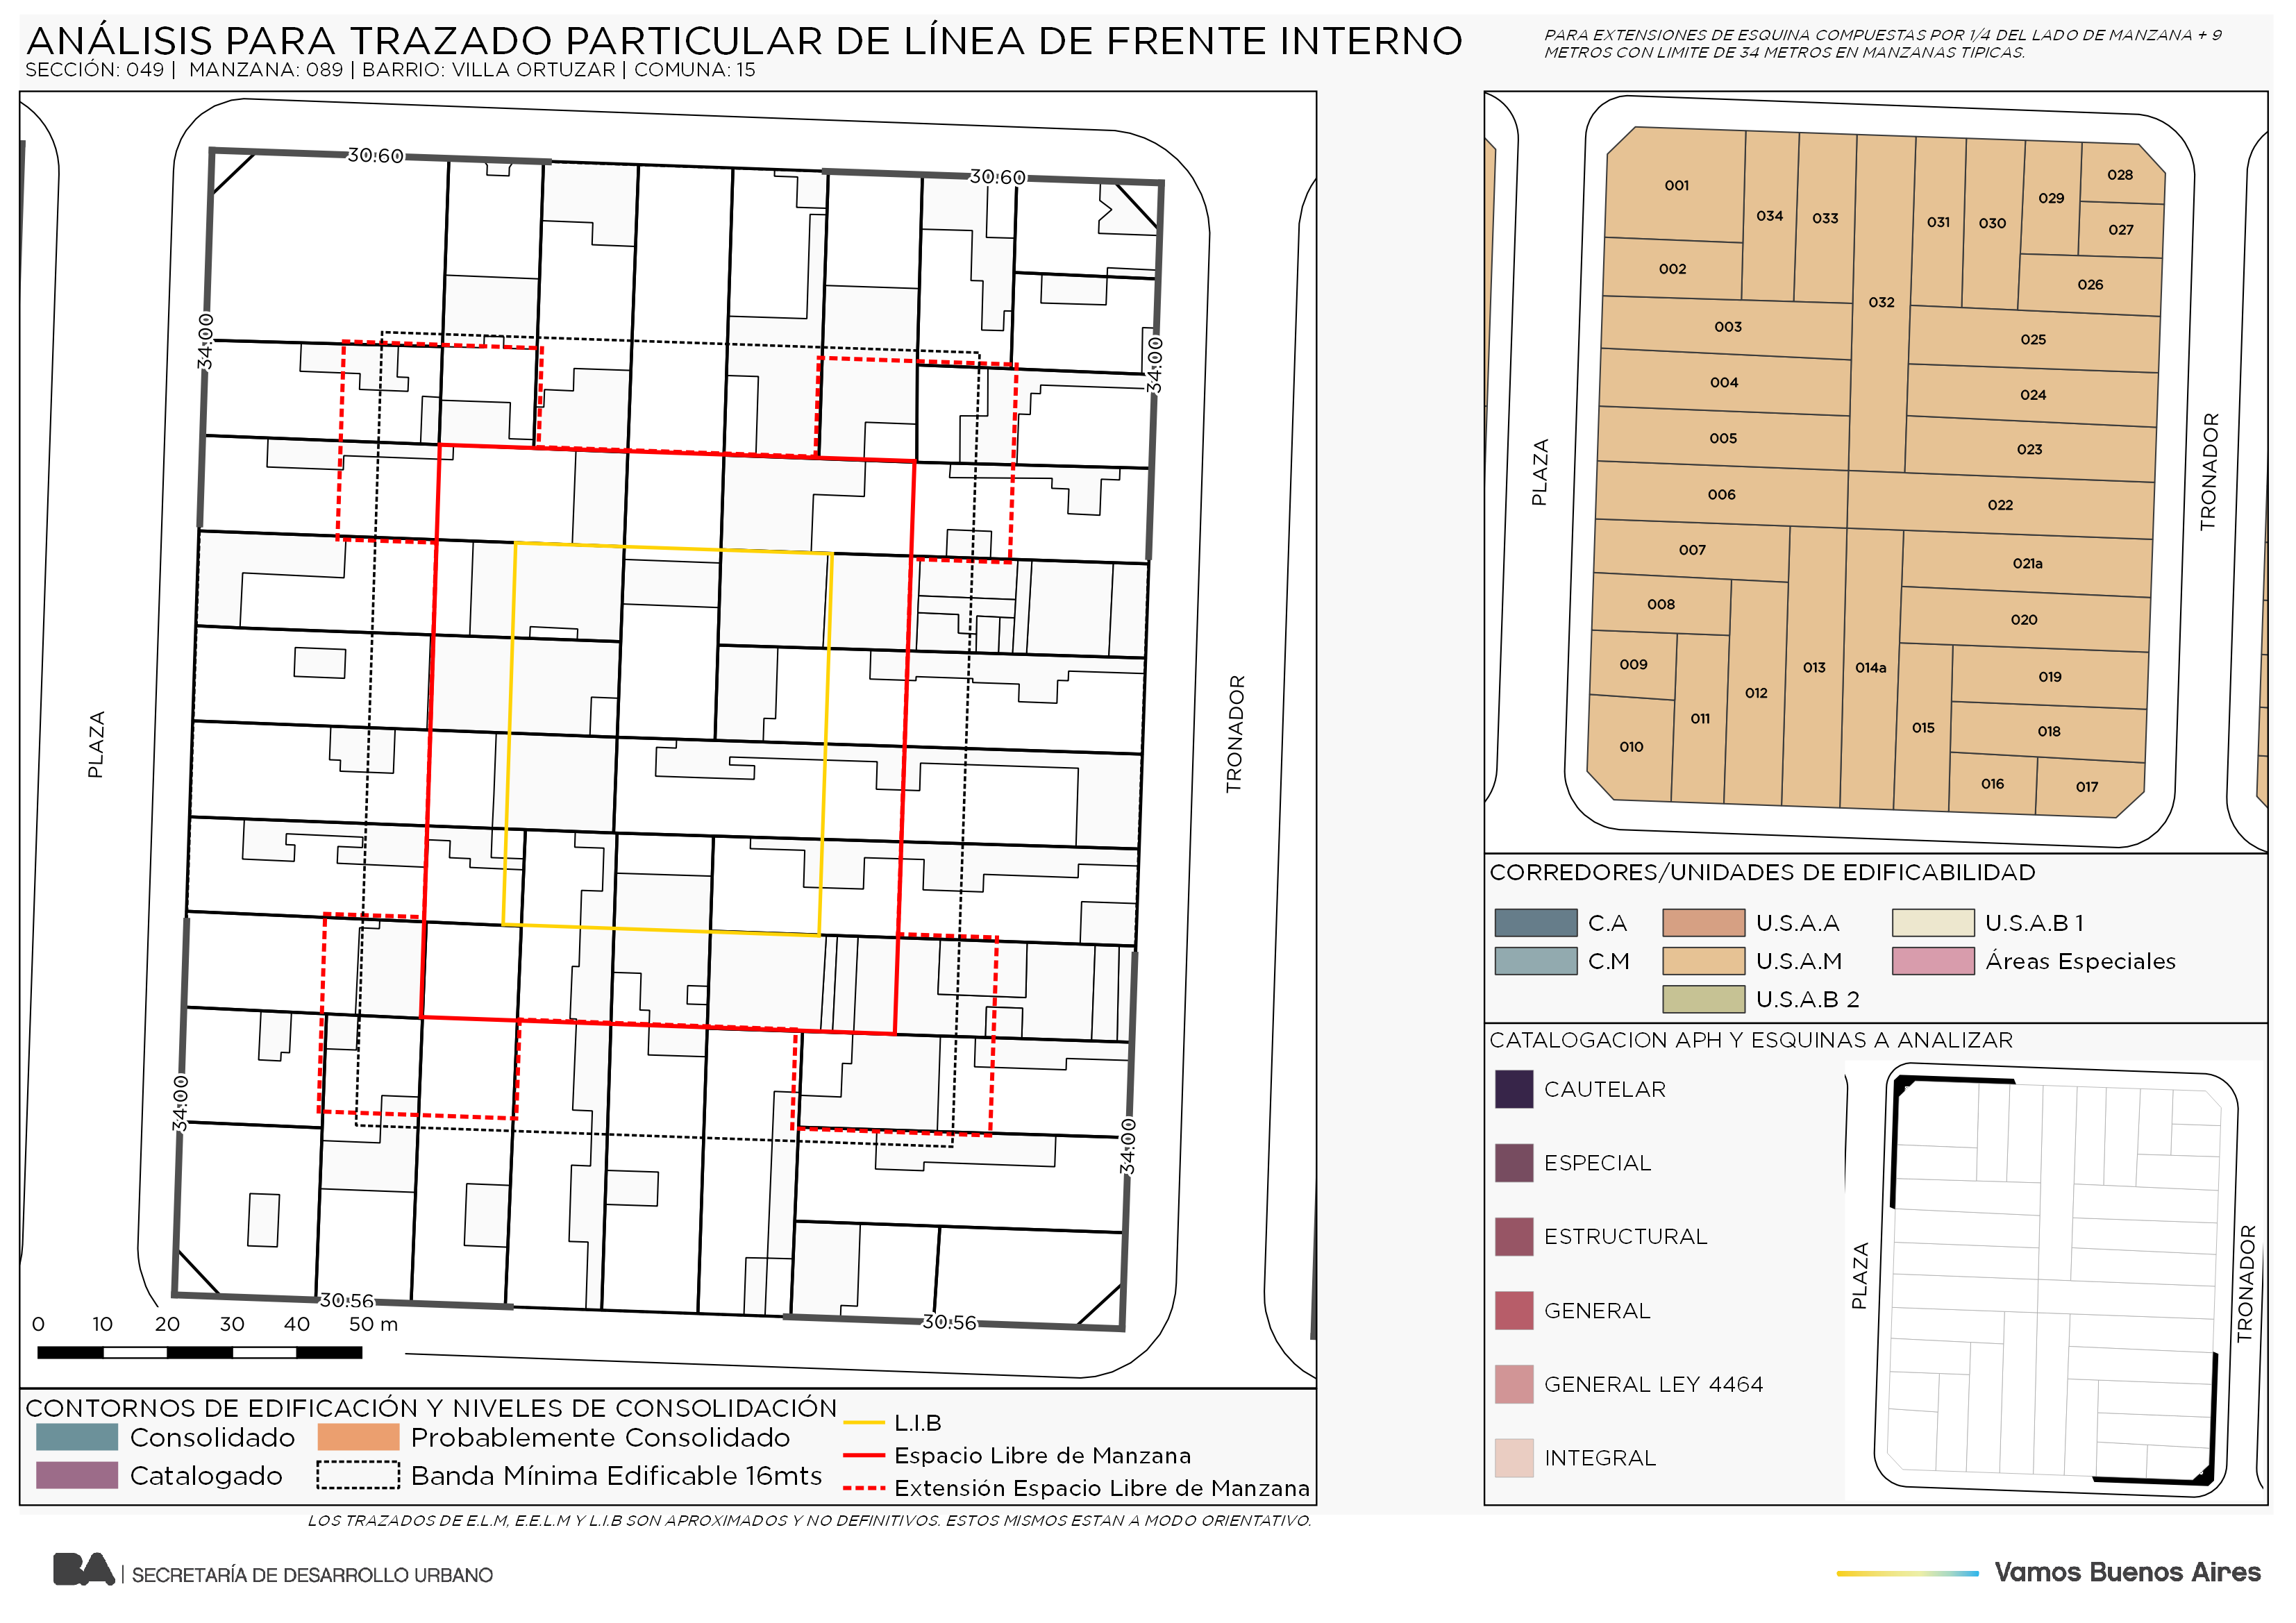 ANÁLISIS PARA TRAZADO PARTICULAR DE LÍNEA DE FRENTE INTERNO
SECCIÓN: 049 | MANZANA: 089 | BARRIO: VILLA ORTUZAR | COMUNA: 15
PARA EXTENSIONES DE ESQUINA COMPUESTAS POR 1/4 DEL LADO DE MANZANA + 9
METROS CON LIMITE DE 34 METROS EN MANZANAS TIPICAS.
30.60
30.60
34.00
34.00
PLAZA
TRONADOR
34.00
34.00
30.56
30.56
0 10 20 30 40 50 m
CONTORNOS DE EDIFICACIÓN Y NIVELES DE CONSOLIDACIÓN
Consolidado
Probablemente Consolidado
Catalogado
Banda Mínima Edificable 16mts
L.I.B
Espacio Libre de Manzana
Extensión Espacio Libre de Manzana
LOS TRAZADOS DE E.L.M, E.E.L.M Y L.I.B SON APROXIMADOS Y NO DEFINITIVOS. ESTOS MISMOS ESTAN A MODO ORIENTATIVO.
001
034
033
032
031
030
029
028
027
002
026
003
025
004
024
005
023
006
022
007
021a
008
020
009
013
014a
019
012
011
015
018
010
016
017
PLAZA
TRONADOR
CORREDORES/UNIDADES DE EDIFICABILIDAD
C.A
U.S.A.A
U.S.A.B 1
C.M
U.S.A.M
Áreas Especiales
U.S.A.B 2
CATALOGACION APH Y ESQUINAS A ANALIZAR
CAUTELAR
ESPECIAL
ESTRUCTURAL
GENERAL
GENERAL LEY 4464
INTEGRAL
PLAZA
TRONADOR
BA | SECRETARÍA DE DESARROLLO URBANO
Vamos Buenos Aires